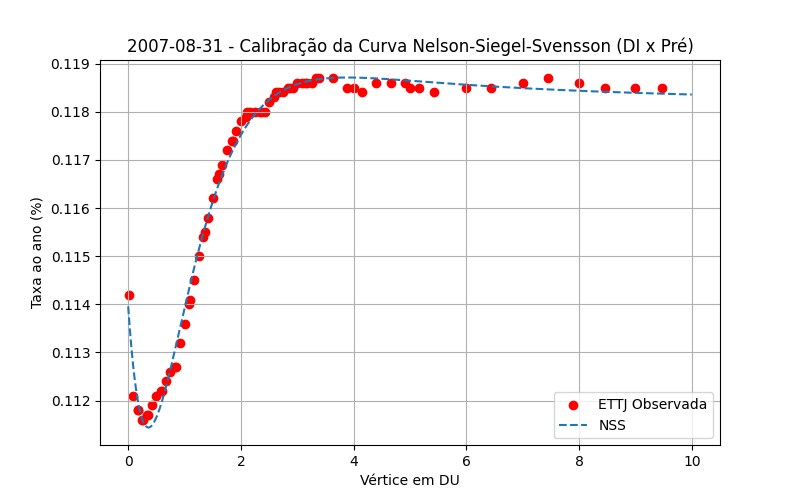 2007-08-31 - Calibração da Curva Nelson-Siegel-Svensson (DI x Pré)
Taxa ao ano (%)
0.119
0.118
0.117
0.116
0.115
0.114
0.113
0.112
ETTJ Observada
NSS
0 2 4 6 8 10
Vértice em DU